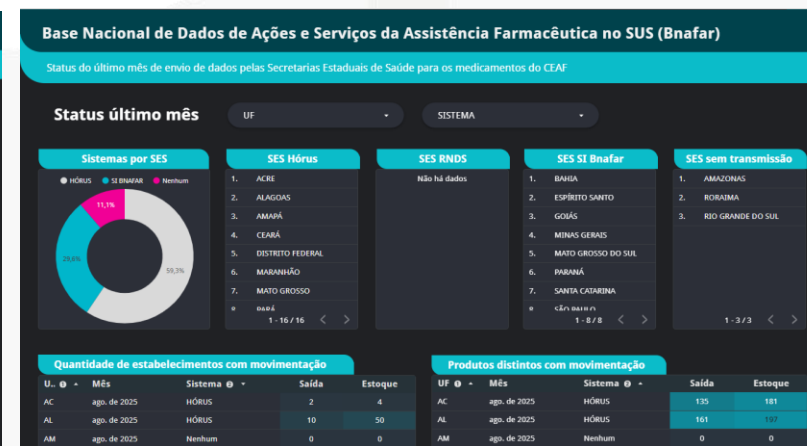 Base Nacional de Dados de Ações e Serviços da Assistência Farmacêutica no SUS (Bnafar)
Status do último mês de envio de dados pelas Secretarias Estaduais de Saúde para os medicamentos do CEAF
Status último mês
UF
SISTEMA
Sistemas por SES
HÓRUS SI BNAFAR Nenhum
11,1%
29,6%
59,3%
SES Hórus
1. ACRE
2. ALAGOAS
3. AMAPÁ
4. CEARÁ
5. DISTRITO FEDERAL
6. MARANHÃO
7. MATO GROSSO
8. PARÁ
1 - 16 / 16 < >
SES RNDS
Não há dados
SES SI Bnafar
1. BAHIA
2. ESPÍRITO SANTO
3. GOIÁS
4. MINAS GERAIS
5. MATO GROSSO DO SUL
6. PARANÁ
7. SANTA CATARINA
8. SÃO PAULO
1 - 8 / 8 < >
SES sem transmissão
1. AMAZONAS
2. RORAIMA
3. RIO GRANDE DO SUL
1 - 3 / 3 < >
Quantidade de estabelecimentos com movimentação
U.. Mês Sistema Saída Estoque
AC ago. de 2025 HÓRUS 2 4
AL ago. de 2025 HÓRUS 10 50
AM ago. de 2025 Nenhum 0 0
Produtos distintos com movimentação
UF Mês Sistema Saída Estoque
AC ago. de 2025 HÓRUS 135 181
AL ago. de 2025 HÓRUS 161 197
AM ago. de 2025 Nenhum 0 0